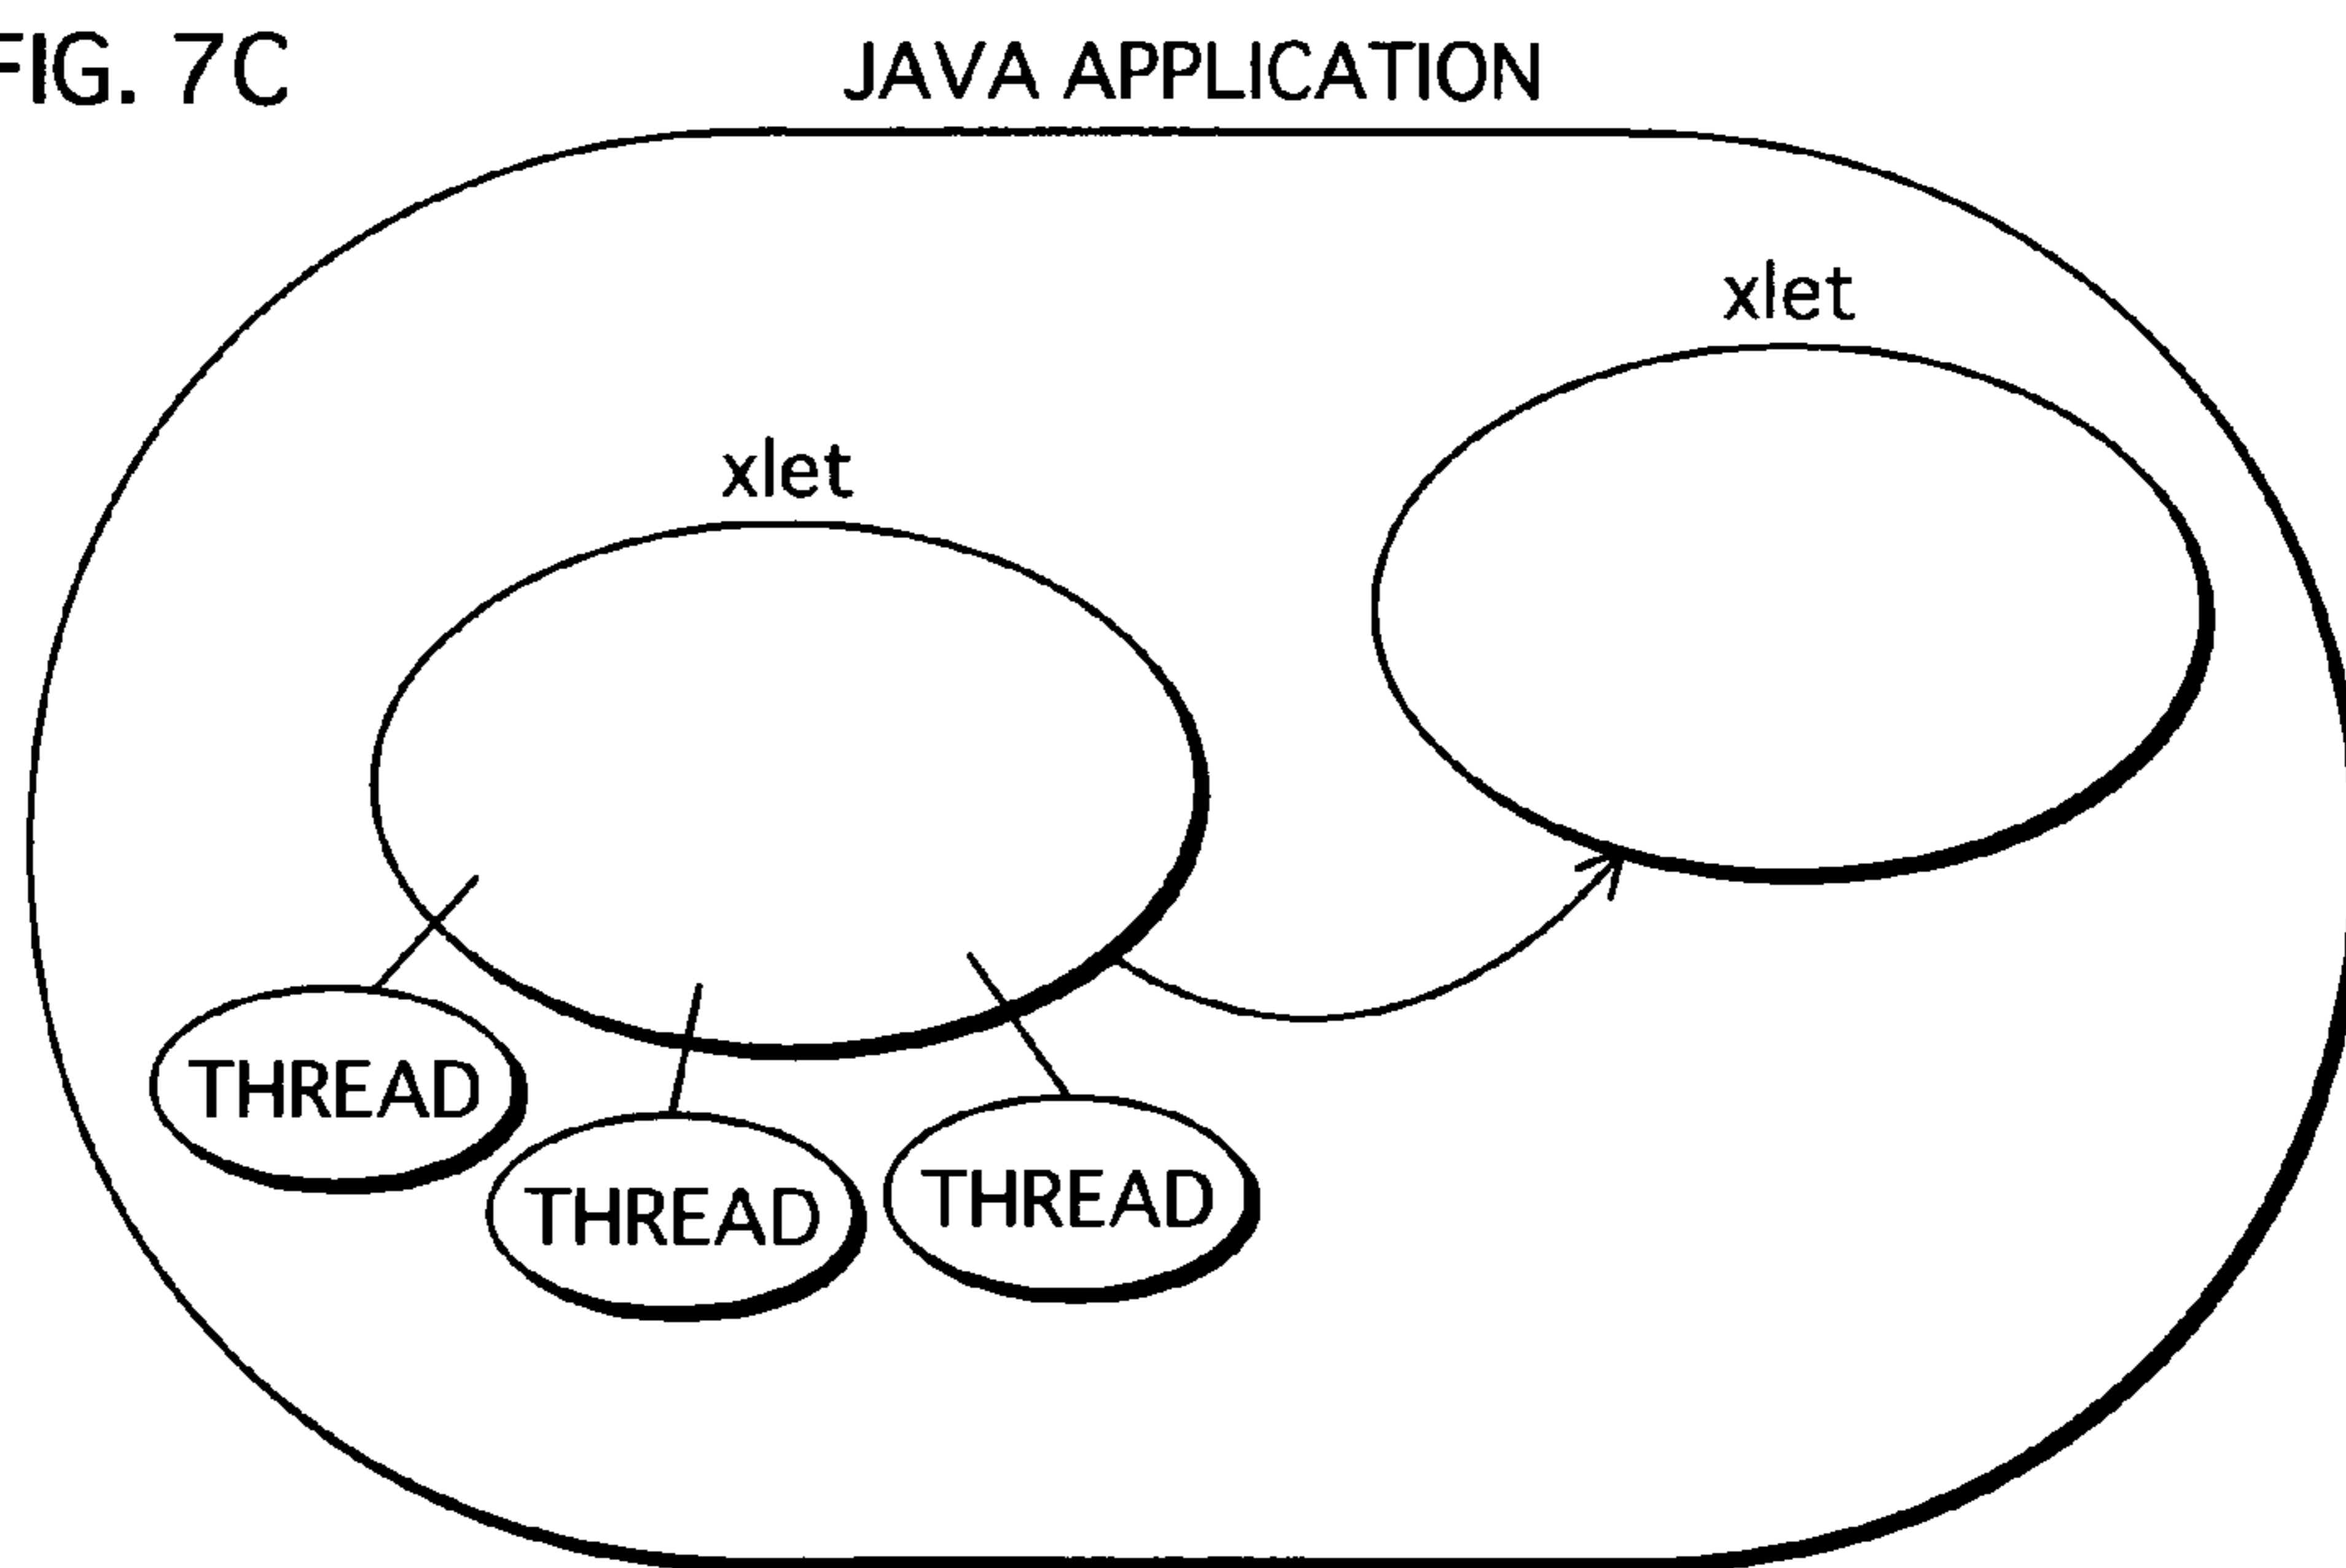 FIG. 7C
JAVA APPLICATION
xlet
xlet
THREAD
THREAD
THREAD